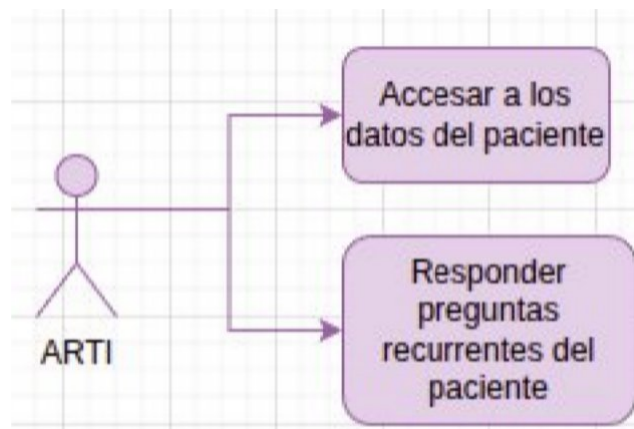 Accesar a los
datos del paciente
Responder
preguntas
recurrentes del
paciente
ARTI